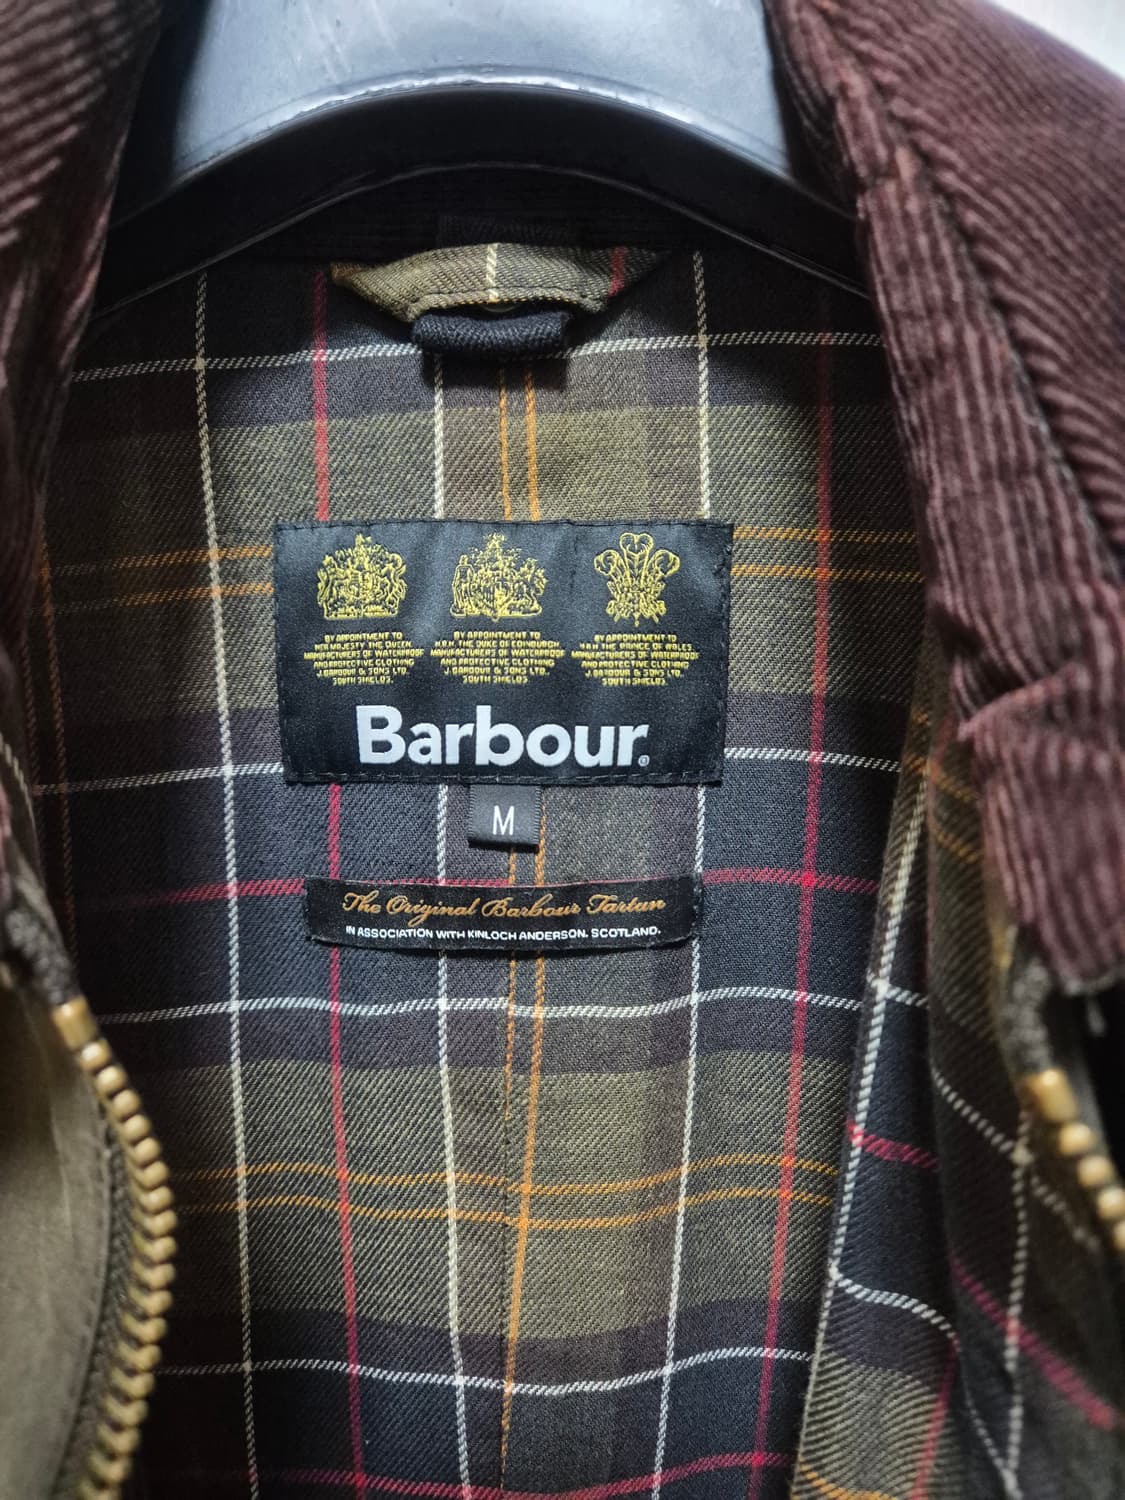 BY APPOINTMENT TO
HER MAJESTY THE QUEEN
MANUFACTURERS OF WATERPROOF
AND PROTECTIVE CLOTHING
J. BARBOUR & SONS LTD.
SOUTH SHIELDS.
BY APPOINTMENT TO
H.R.H. THE DUKE OF EDINBURGH
MANUFACTURERS OF WATERPROOF
AND PROTECTIVE CLOTHING
J. BARBOUR & SONS LTD.
SOUTH SHIELDS.
BY APPOINTMENT TO
H.R.H. THE PRINCE OF WALES
MANUFACTURERS OF WATERPROOF
AND PROTECTIVE CLOTHING
J. BARBOUR & SONS LTD.
SOUTH SHIELDS.
Barbour®
M
The Original Barbour Tartan
IN ASSOCIATION WITH KINLOCH ANDERSON. SCOTLAND.